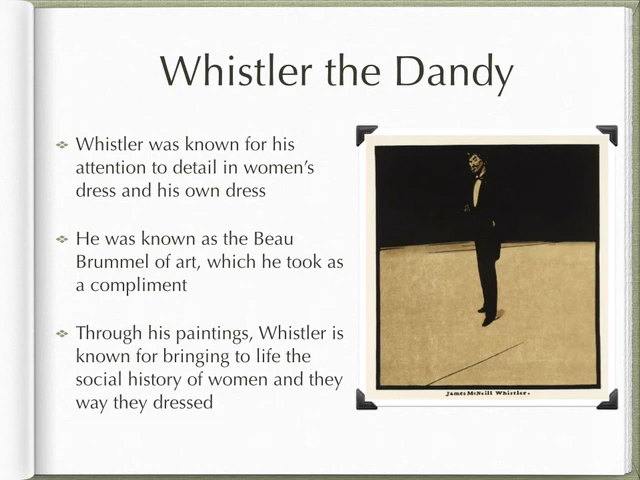 Whistler the Dandy
Whistler was known for his
attention to detail in women's
dress and his own dress
He was known as the Beau
Brummel of art, which he took as
a compliment
Through his paintings, Whistler is
known for bringing to life the
social history of women and they
way they dressed
James McNeill Whistler.